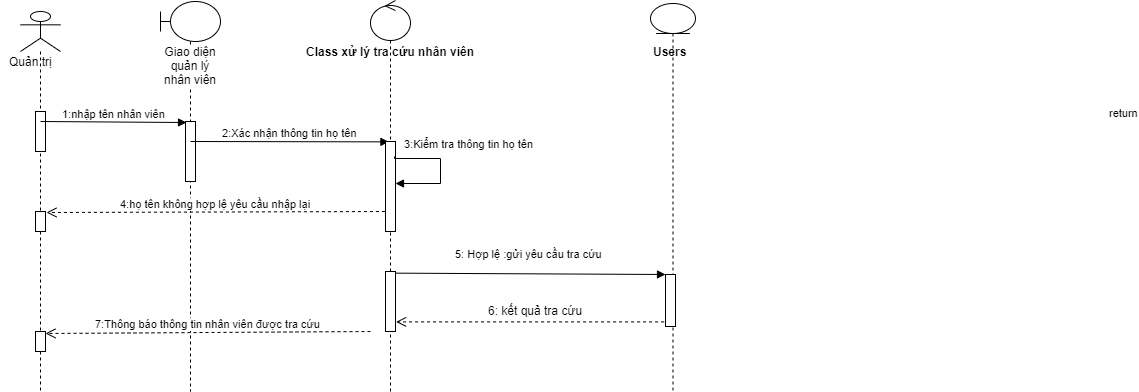 Quản trị
Giao diện
quản lý
nhân viên
Class xử lý tra cứu nhân viên
Users
1:nhập tên nhân viên
return
2:Xác nhận thông tin họ tên
3:Kiểm tra thông tin họ tên
4:họ tên không hợp lệ yêu cầu nhập lại
5: Hợp lệ :gửi yêu cầu tra cứu
6: kết quả tra cứu
7:Thông báo thông tin nhân viên được tra cứu